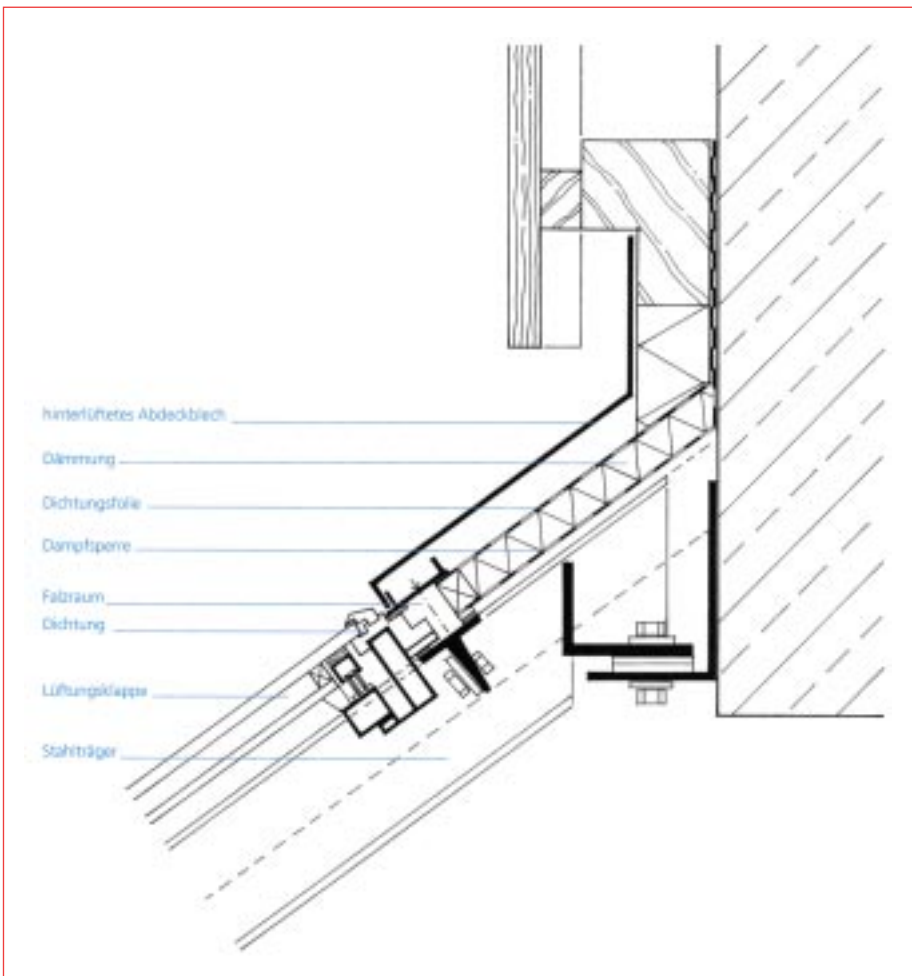 hinterlüftetes Abdeckblech
Dämmung
Dichtungsfolie
Dampfsperre
Falzraum
Dichtung
Lüftungsklappe
Stahlträger